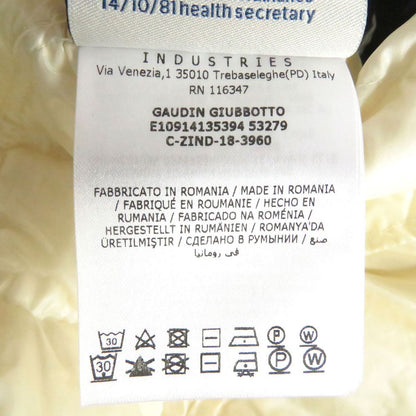 14/10/81 health secretary
INDUSTRIES
Via Venezia,1 35010 Trebaseleghe(PD) Italy
RN 116347
GAUDIN GIUBBOTTO
E10914135394 53279
C-ZIND-18-3960
FABBRICATO IN ROMANIA / MADE IN ROMANIA
/ FABRIQUÉ EN ROUMANIE / HECHO EN
RUMANIA / FABRICADO NA ROMÉNIA /
HERGESTELLT IN RUMÄNIEN / ROMANYA'DA
ÜRETILMIŞTIR / СДЕЛАНО В РУМЫНИИ / صنع
في رومانيا
30 P W
30 P W